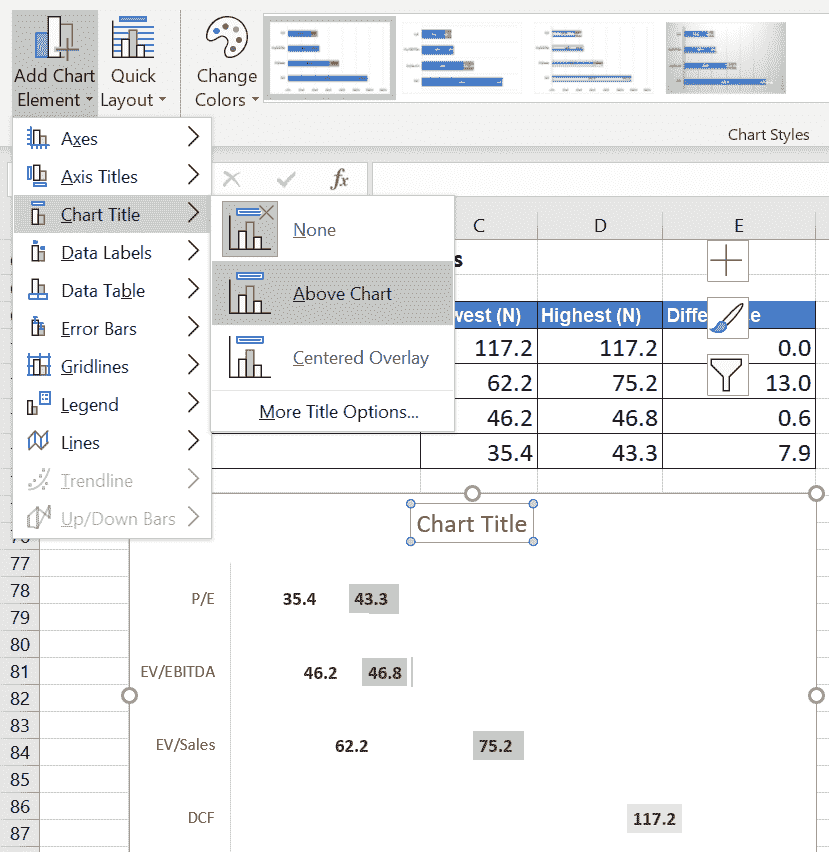 Add Chart Element
Quick Layout
Change Colors
Chart Styles
Axes
Axis Titles
Chart Title
Data Labels
Data Table
Error Bars
Gridlines
Legend
Lines
Trendline
Up/Down Bars
fx
None
Above Chart
Centered Overlay
More Title Options...
C D E
s
west (N) Highest (N) Diffe e
117.2 117.2 0.0
62.2 75.2 13.0
46.2 46.8 0.6
35.4 43.3 7.9
Chart Title
77
78
79
80
81
82
83
84
85
86
87
P/E 35.4 43.3
EV/EBITDA 46.2 46.8
EV/Sales 62.2 75.2
DCF 117.2